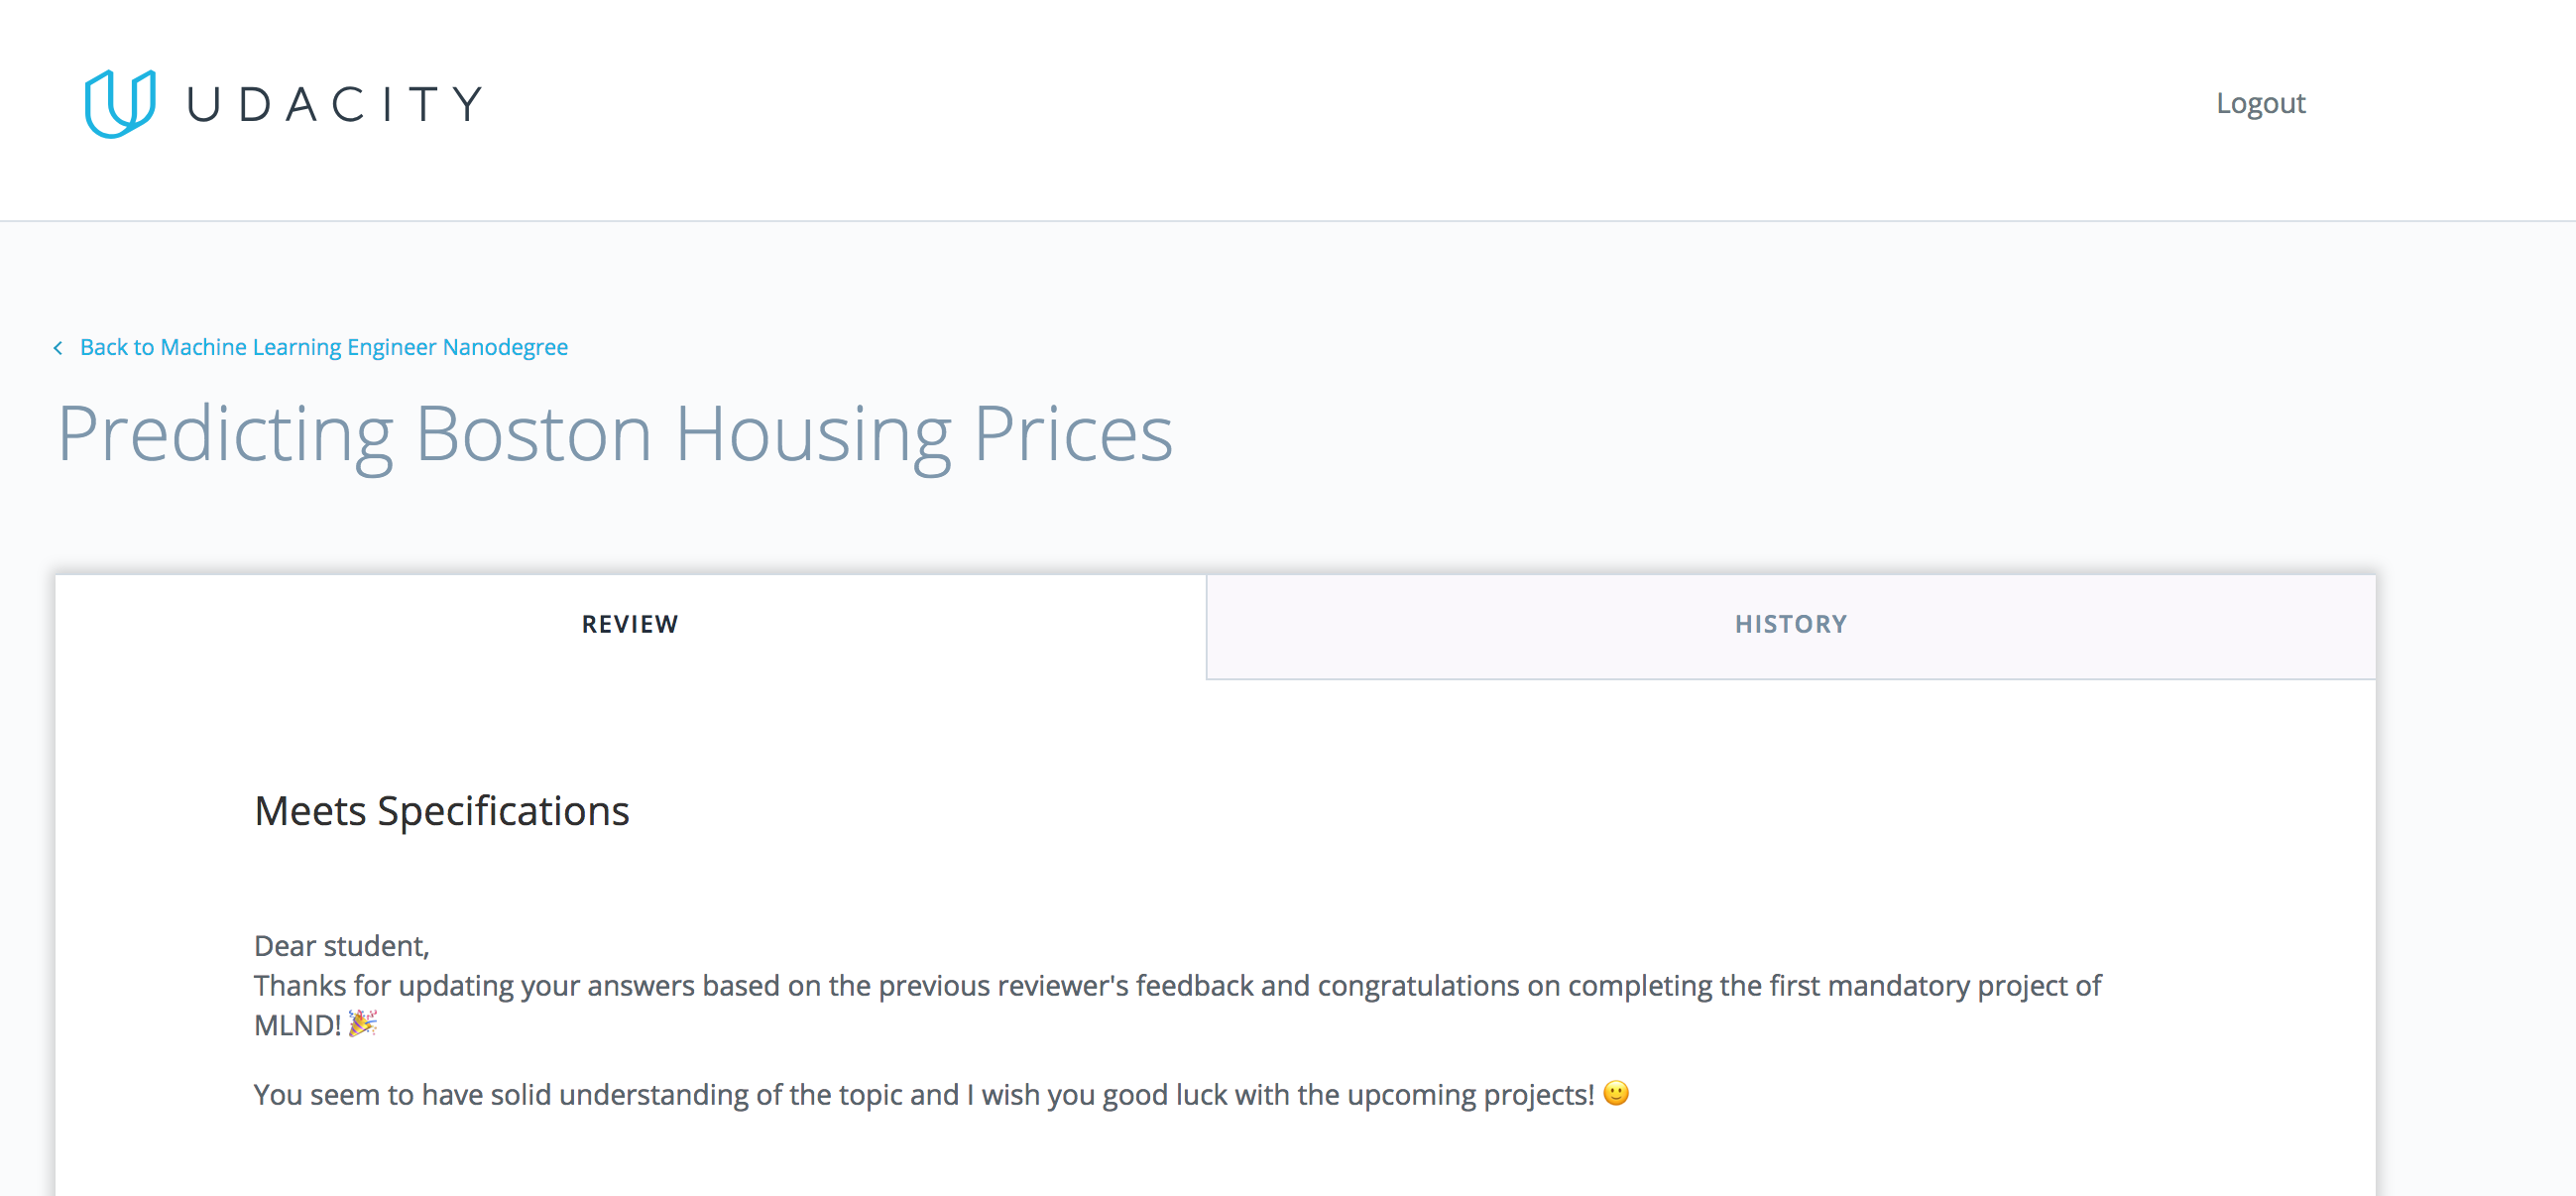 UDACITY
Logout
Back to Machine Learning Engineer Nanodegree
Predicting Boston Housing Prices
REVIEW
HISTORY
Meets Specifications
Dear student,
Thanks for updating your answers based on the previous reviewer's feedback and congratulations on completing the first mandatory project of
MLND! 🎉
You seem to have solid understanding of the topic and I wish you good luck with the upcoming projects! 🙂